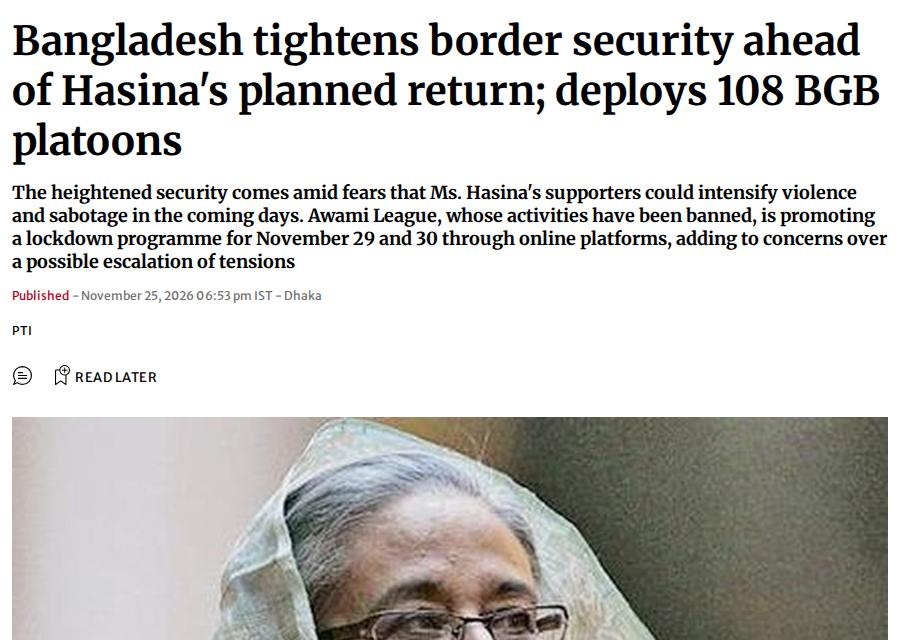 Bangladesh tightens border security ahead
of Hasina's planned return; deploys 108 BGB
platoons
The heightened security comes amid fears that Ms. Hasina's supporters could intensify violence
and sabotage in the coming days. Awami League, whose activities have been banned, is promoting
a lockdown programme for November 29 and 30 through online platforms, adding to concerns over
a possible escalation of tensions
Published - November 25, 2026 06:53 pm IST - Dhaka
PTI
READ LATER